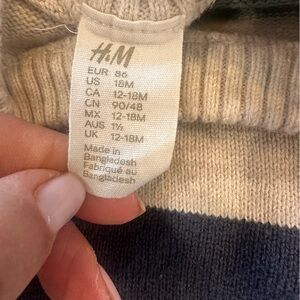 H&M
EUR 86
US 18M
CA 12-18M
CN 90/48
MX 12-18M
AUS 1½
UK 12-18M
Made in
Bangladesh
Fabriqué au
Bangladesh